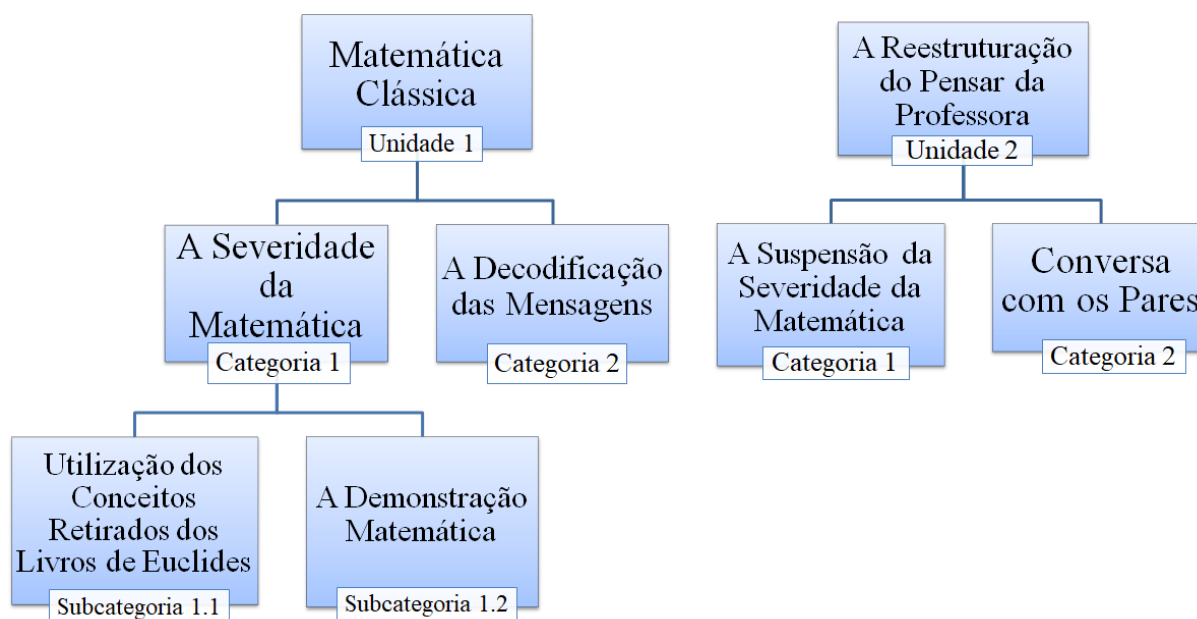 Matemática
Clássica
Unidade 1
A Reestruturação
do Pensar da
Professora
Unidade 2
A Severidade
da
Matemática
Categoria 1
A Decodificação
das Mensagens
Categoria 2
A Suspensão da
Severidade da
Matemática
Categoria 1
Conversa
com os Pares
Categoria 2
Utilização dos
Conceitos
Retirados dos
Livros de Euclides
Subcategoria 1.1
A Demonstração
Matemática
Subcategoria 1.2